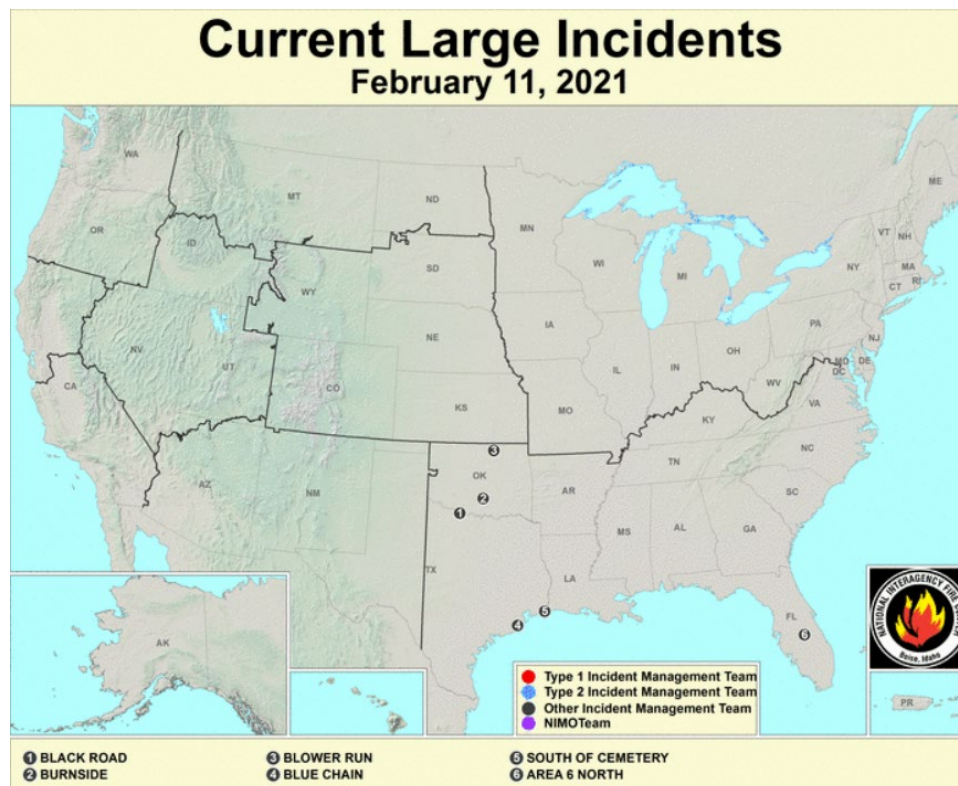 Current Large Incidents
February 11, 2021
WA
MT
ND
MN
ME
OR
ID
SD
WI
MI
VT
NH
NY
MA
CT
RI
WY
NV
UT
CO
NE
IA
IL
IN
OH
PA
NJ
MD
DE
DC
WV
VA
CA
KS
MO
KY
AZ
NM
3
OK
2
1
AR
TN
NC
SC
MS
AL
GA
TX
LA
5
4
FL
6
AK
NATIONAL INTERAGENCY FIRE
Boise, Idaho
PR
Type 1 Incident Management Team
Type 2 Incident Management Team
Other Incident Management Team
NIMOTeam
1 BLACK ROAD
2 BURNSIDE
3 BLOWER RUN
4 BLUE CHAIN
5 SOUTH OF CEMETERY
6 AREA 6 NORTH